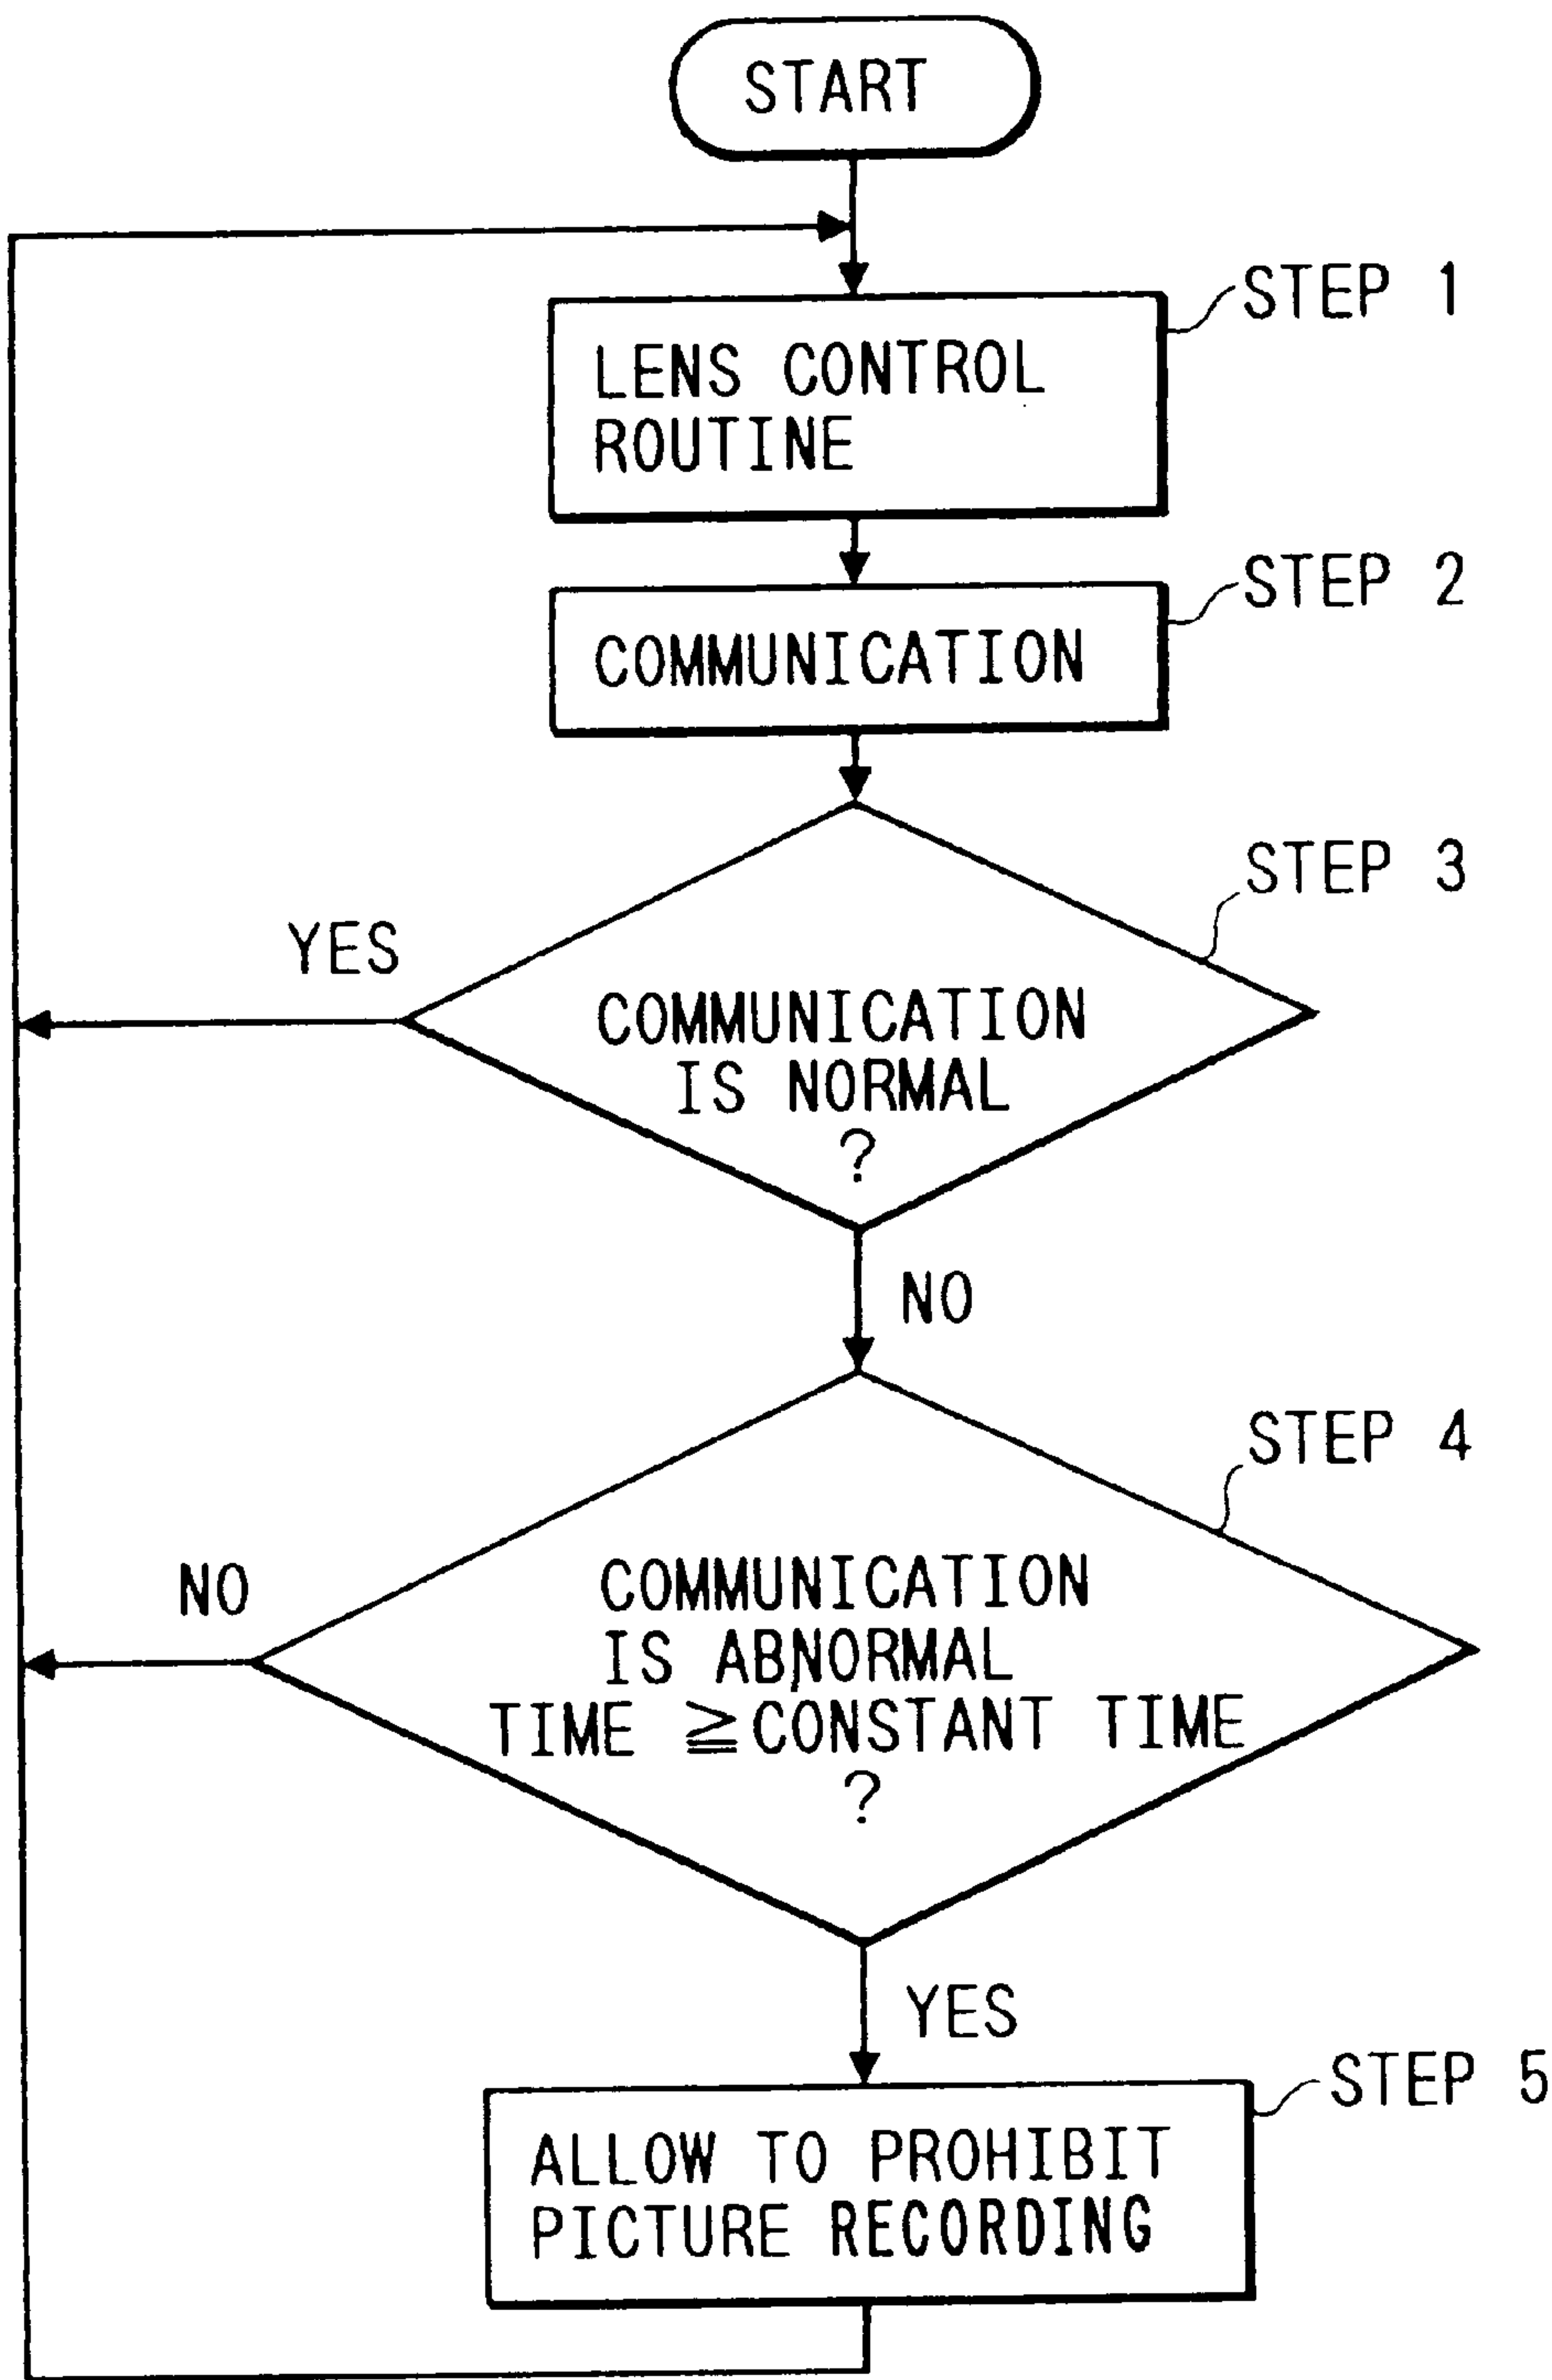 START
STEP 1
LENS CONTROL
ROUTINE
STEP 2
COMMUNICATION
STEP 3
YES
COMMUNICATION
IS NORMAL
?
NO
STEP 4
NO
COMMUNICATION
IS ABNORMAL
TIME ≧ CONSTANT TIME
?
YES
STEP 5
ALLOW TO PROHIBIT
PICTURE RECORDING